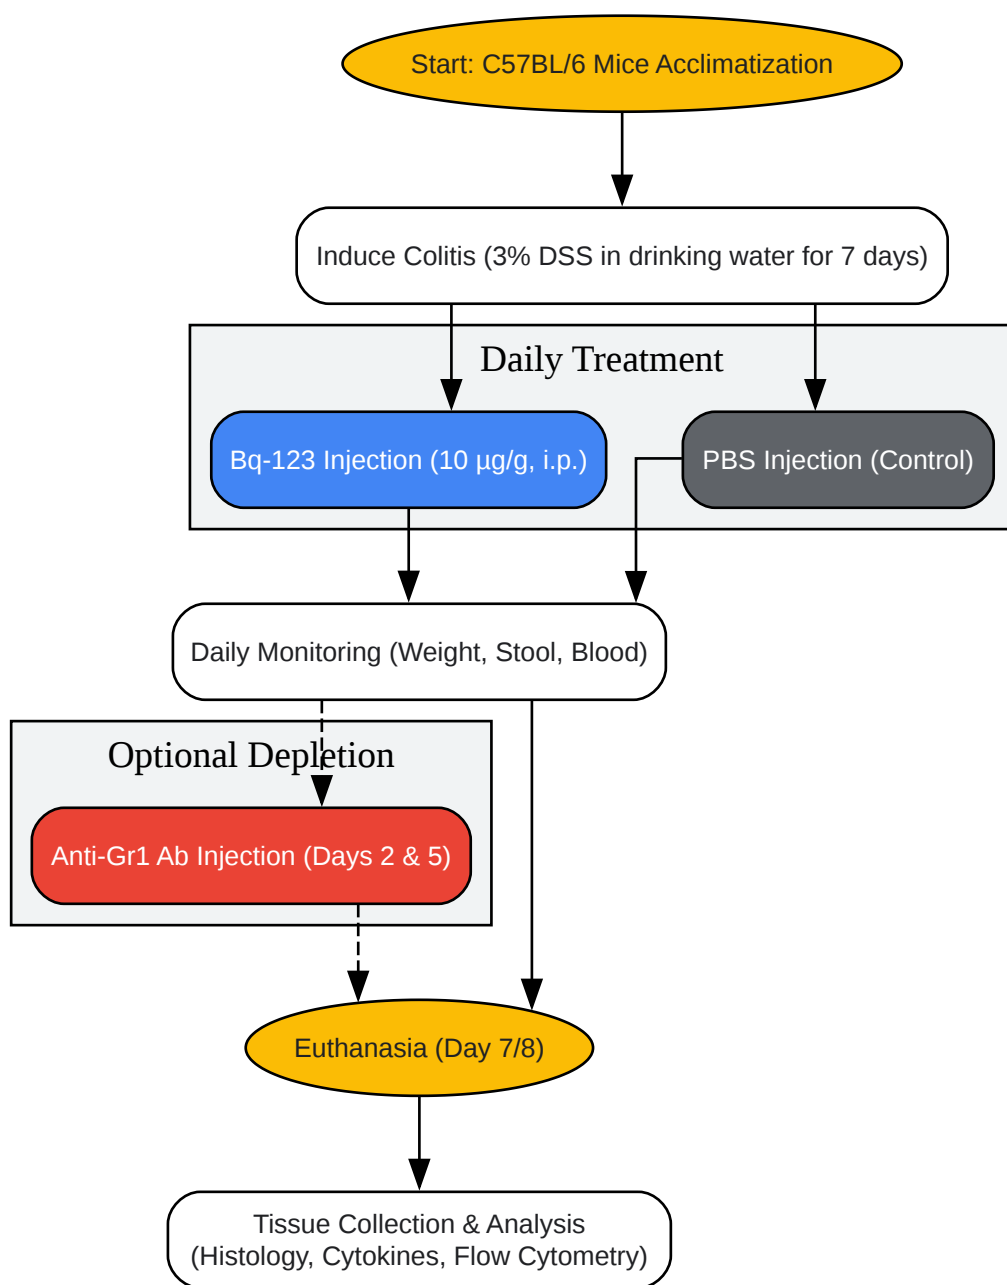 Start: C57BL/6 Mice Acclimatization
Induce Colitis (3% DSS in drinking water for 7 days)
Daily Treatment
Bq-123 Injection (10 µg/g, i.p.)
PBS Injection (Control)
Daily Monitoring (Weight, Stool, Blood)
Optional Depletion
Anti-Gr1 Ab Injection (Days 2 & 5)
Euthanasia (Day 7/8)
Tissue Collection & Analysis
(Histology, Cytokines, Flow Cytometry)